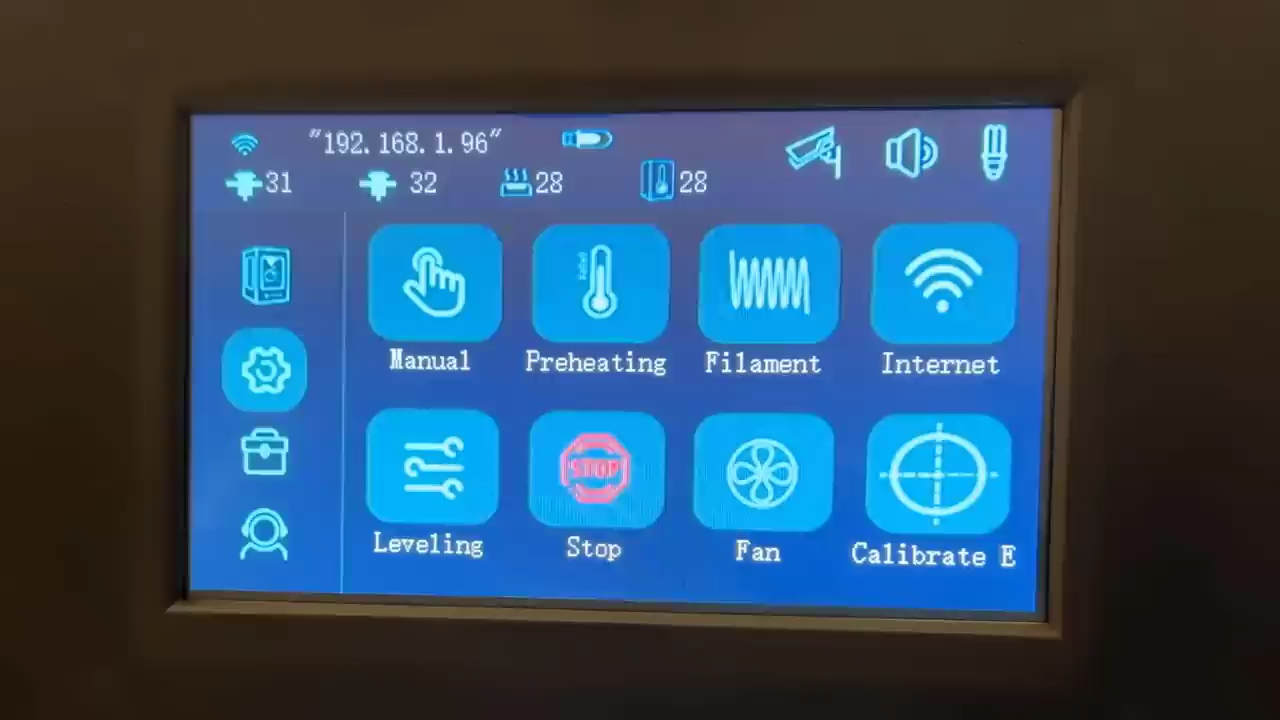 "192.168.1.96"
31 32 28 28
Manual Preheating Filament Internet
STOP
Leveling Stop Fan Calibrate E